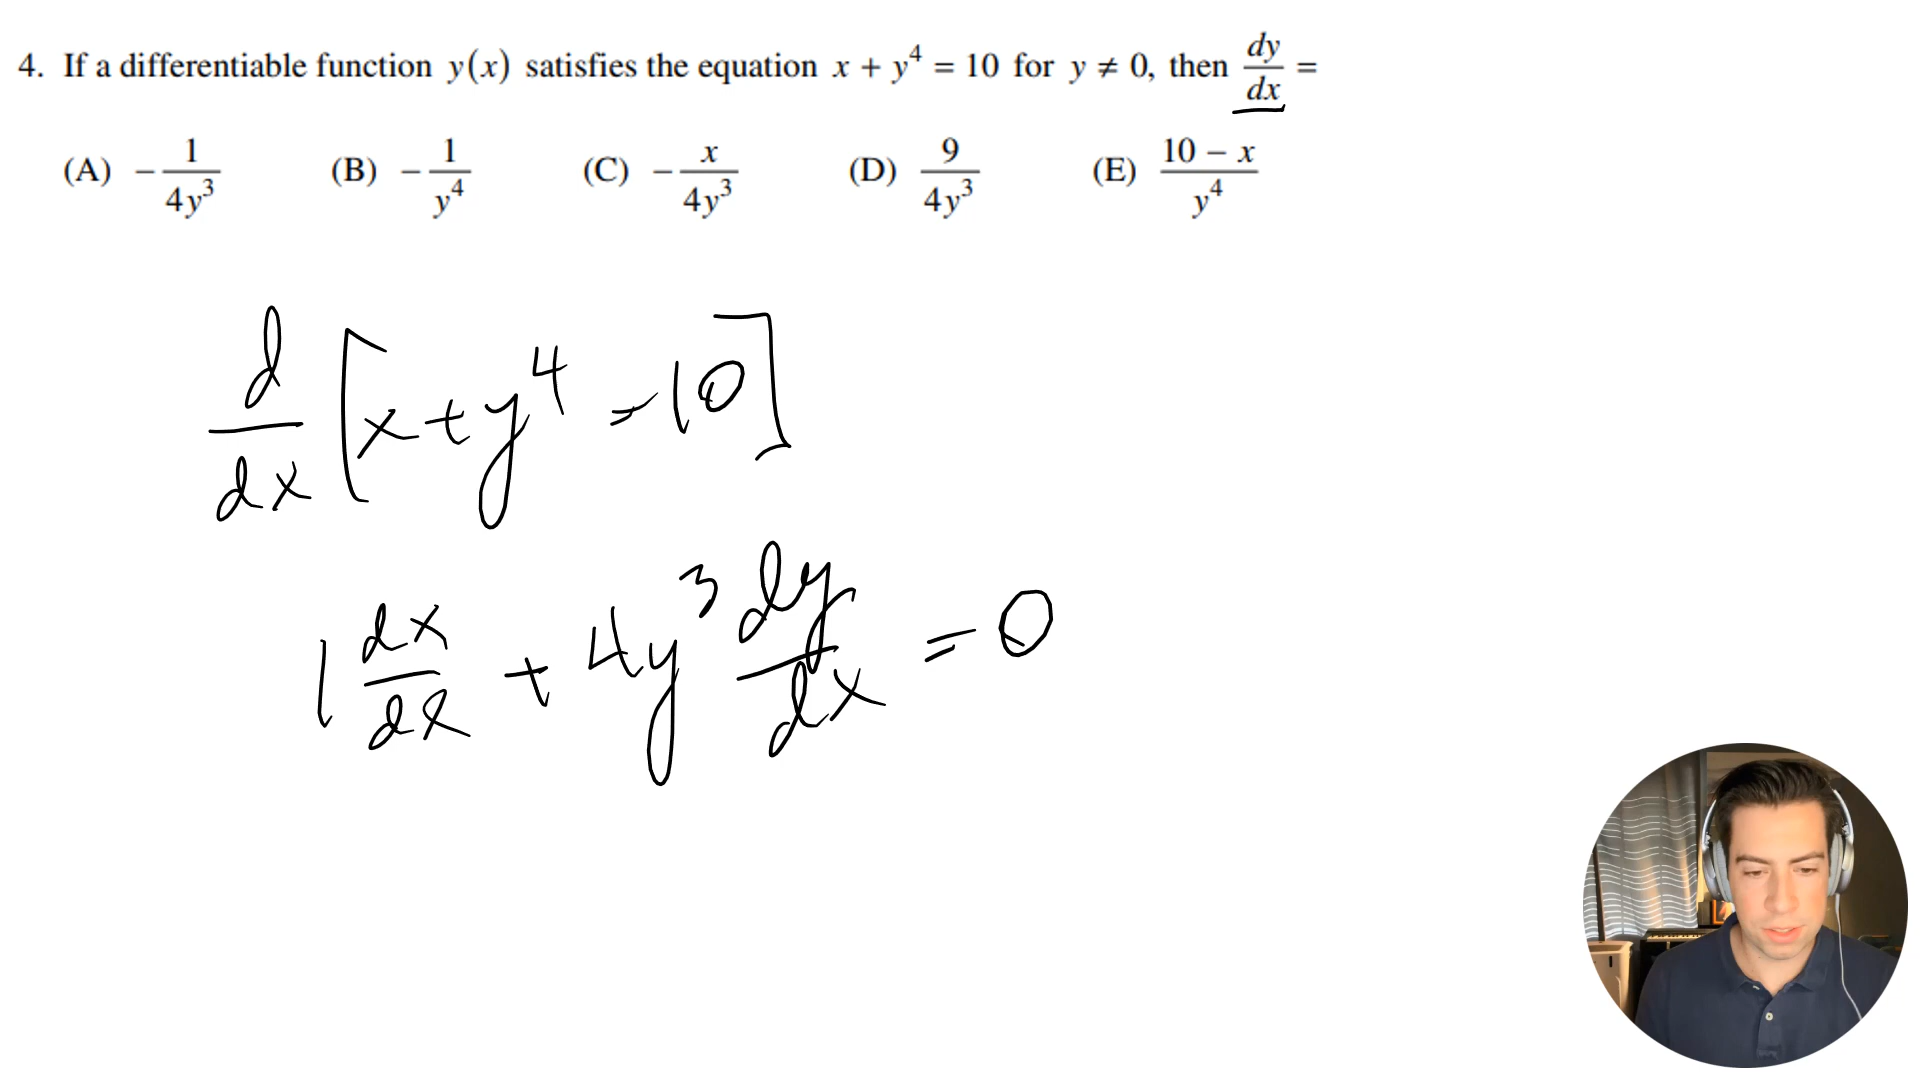 4. If a differentiable function y(x) satisfies the equation x + y⁴ = 10 for y ≠ 0, then dy/dx =
(A) −1/(4y³) (B) −1/y⁴ (C) −x/(4y³) (D) 9/(4y³) (E) (10 − x)/y⁴
d/dx [x + y⁴ = 10]
1 dx/dx + 4y³ dy/dx = 0